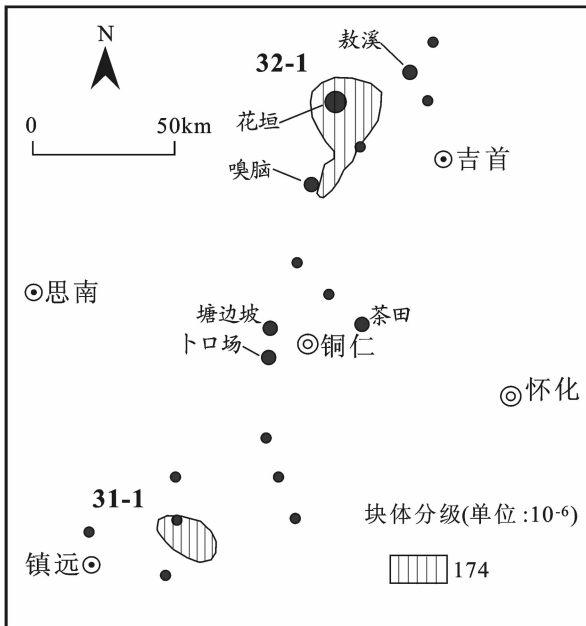 N
32-1
敖溪
0
50km
花垣
吉首
嗅脑
思南
塘边坡
茶田
卜口场
铜仁
怀化
31-1
块体分级(单位:10-6)
镇远
174